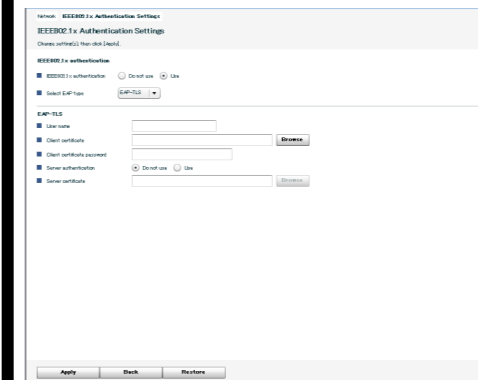 Network IEEE802.1x Authentication Settings
IEEE802.1x Authentication Settings
Change setting(s), then click [Apply].
IEEE802.1x authentication
IEEE802.1x authentication Do not use Use
Select EAP type EAP-TLS
EAP-TLS
User name
Client certificate Browse
Client certificate password
Server authentication Do not use Use
Server certificate Browse
Apply Back Restore